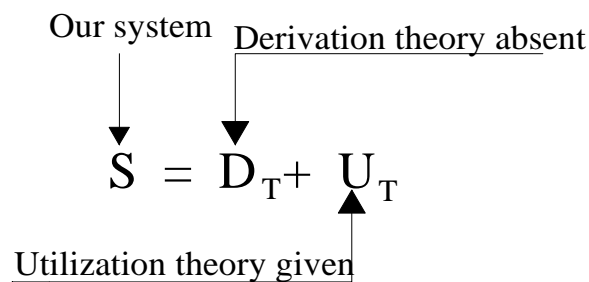 Our system
Derivation theory absent
S = D_T + U_T
Utilization theory given